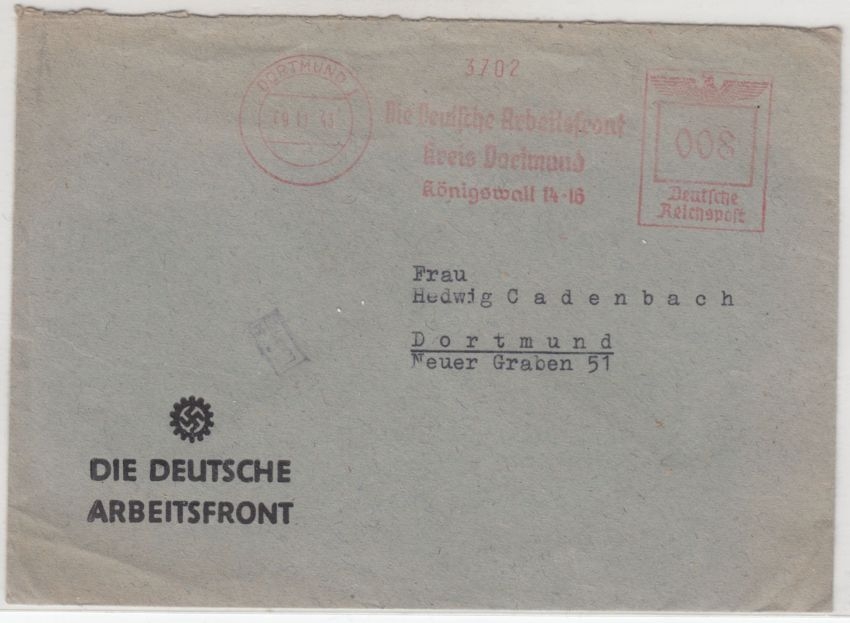 DORTMUND 1
3702
Die Deutsche Arbeitsfront
Kreis Dortmund
Königswall 14-16
008
Deutsche
Reichspost
Frau
Hedwig Cadenbach
Dortmund
Neuer Graben 51
DIE DEUTSCHE
ARBEITSFRONT